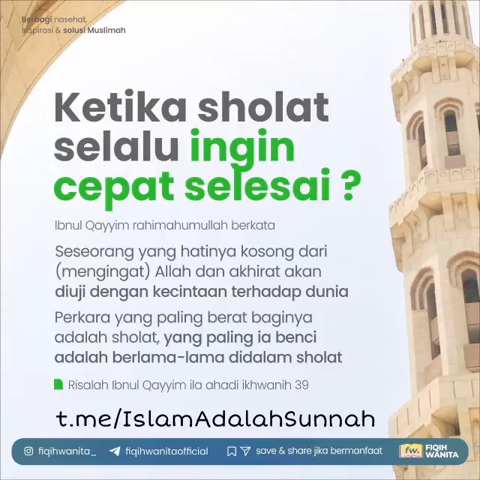 Berbagi nasehat,
inspirasi & solusi Muslimah
Ketika sholat
selalu ingin
cepat selesai ?
Ibnul Qayyim rahimahumullah berkata
Seseorang yang hatinya kosong dari
(mengingat) Allah dan akhirat akan
diuji dengan kecintaan terhadap dunia
Perkara yang paling berat baginya
adalah sholat, yang paling ia benci
adalah berlama-lama didalam sholat
Risalah Ibnul Qayyim ila ahadi ikhwanih 39
t.me/IslamAdalahSunnah
fiqihwanita_ fiqihwanitaofficial save & share jika bermanfaat fw. FIQIH
WANITA